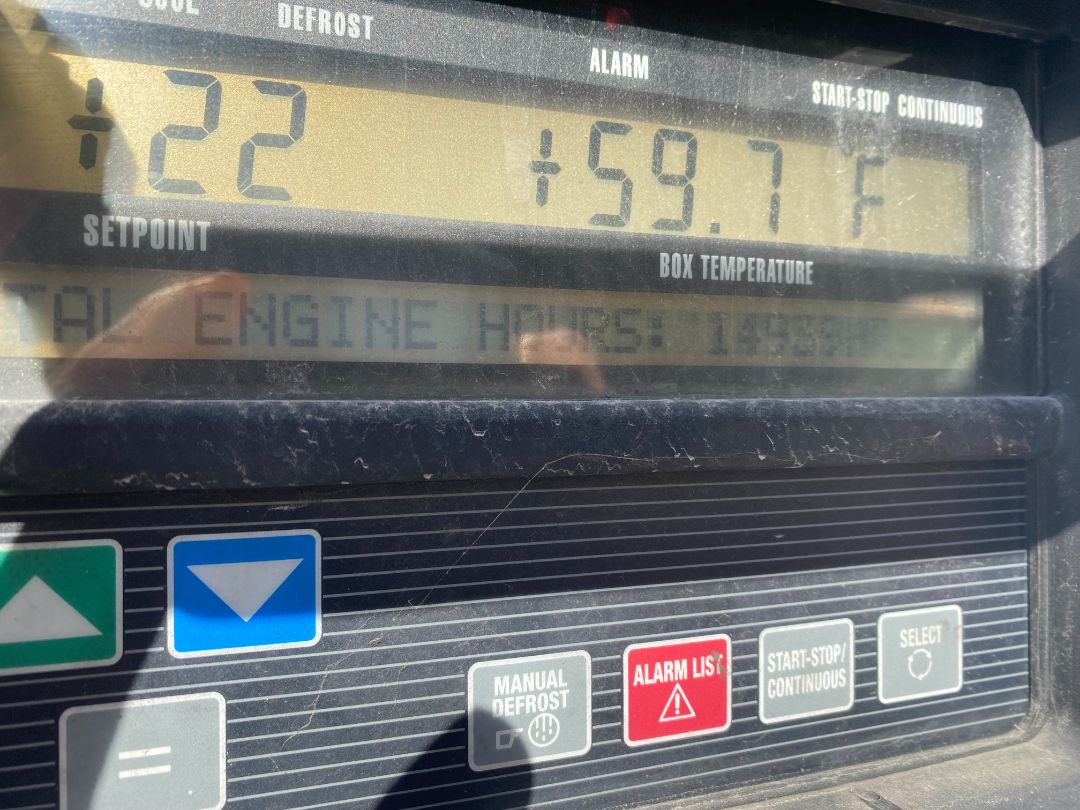 DEFROST
ALARM
START-STOP CONTINUOUS
+22 +59.7 F
SETPOINT
BOX TEMPERATURE
TAL ENGINE HOURS:
MANUAL DEFROST
ALARM LIST
START-STOP/
CONTINUOUS
SELECT
=